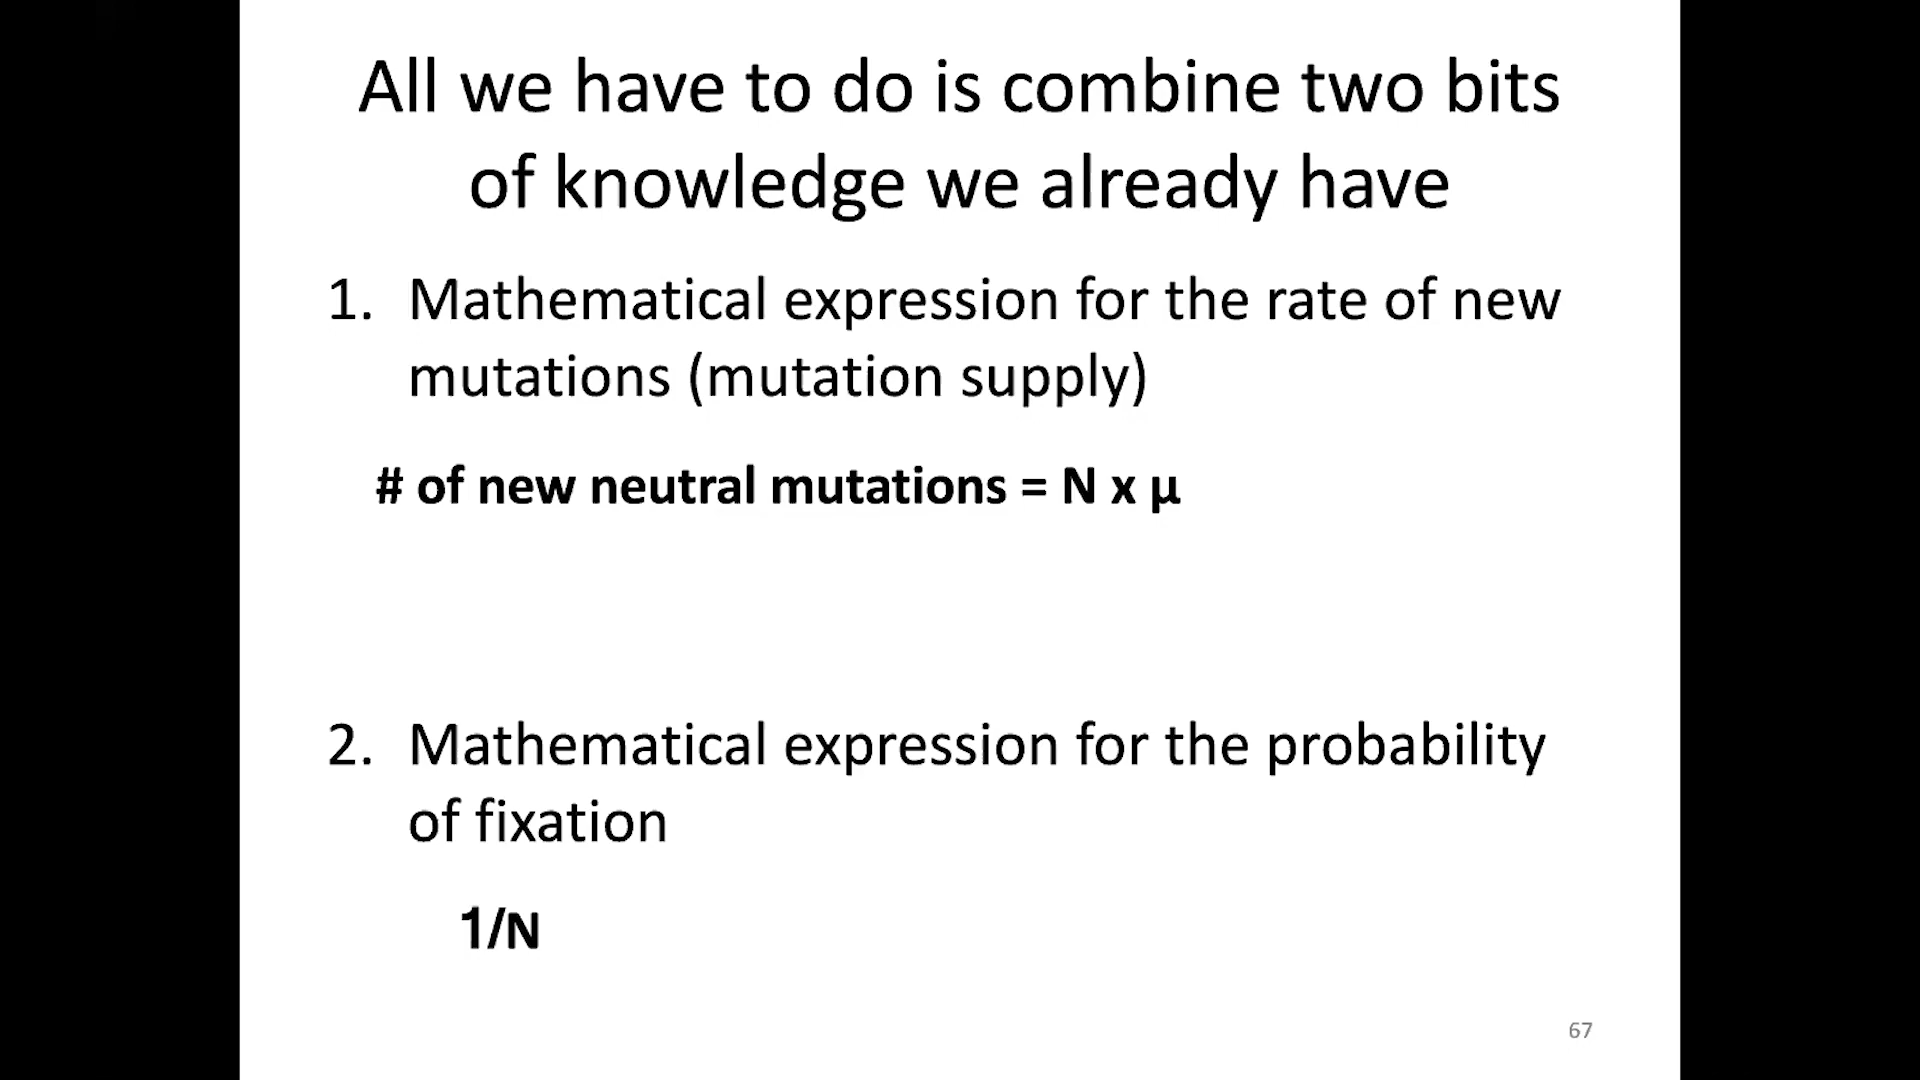 All we have to do is combine two bits
of knowledge we already have
1. Mathematical expression for the rate of new
mutations (mutation supply)
# of new neutral mutations = N x μ
2. Mathematical expression for the probability
of fixation
1/N
67